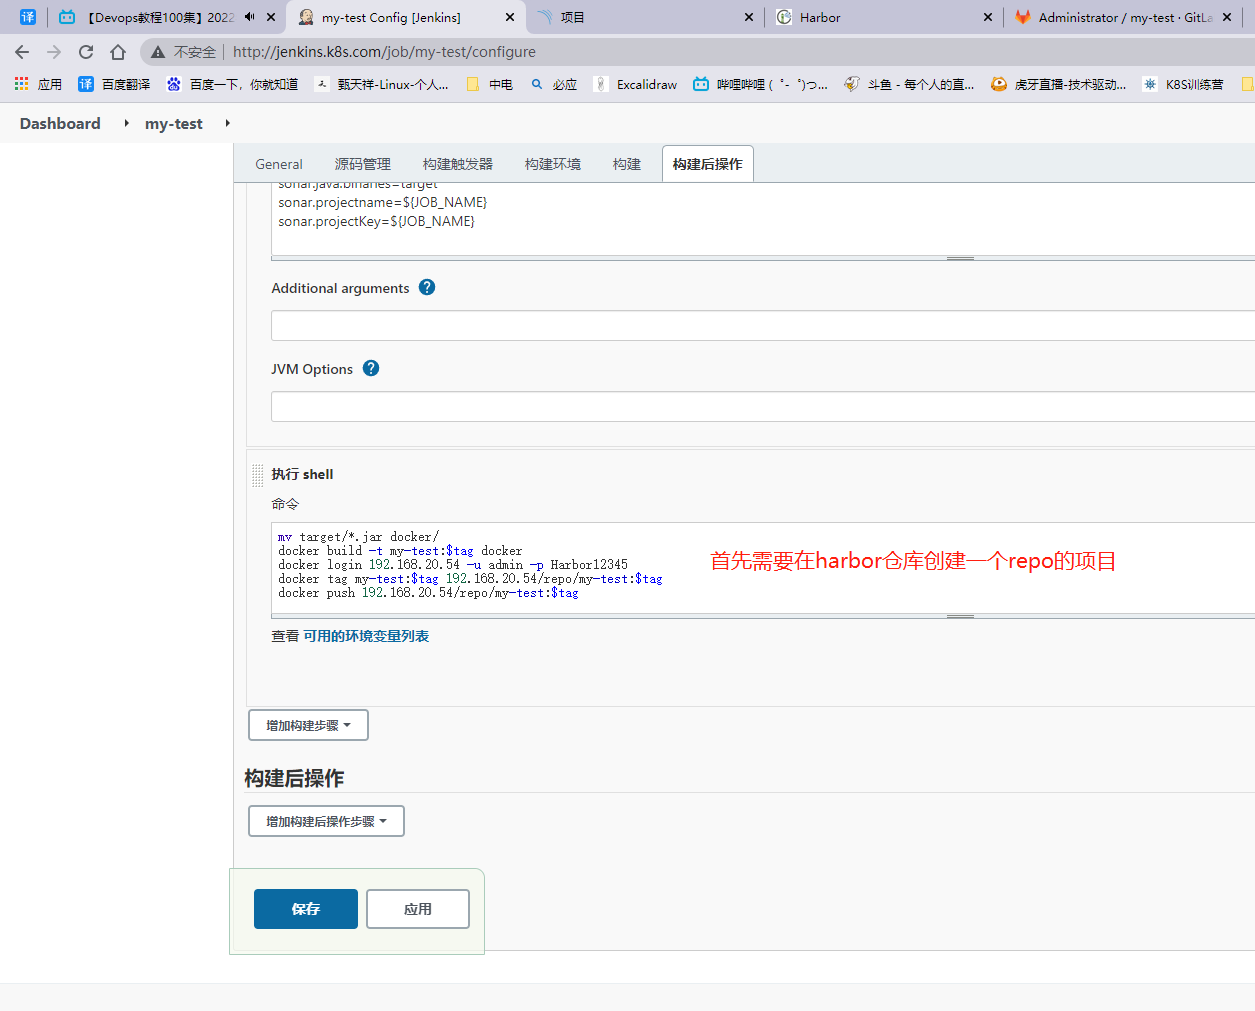 译
【Devops教程100集】2022
my-test Config [Jenkins]
项目
Harbor
Administrator / my-test · GitLa
不安全
http://jenkins.k8s.com/job/my-test/configure
应用
译
百度翻译
百度一下，你就知道
甄天祥-Linux-个人...
中电
必应
Excalidraw
哔哩哔哩 ( ゜- ゜)つ...
斗鱼 - 每个人的直...
虎牙直播-技术驱动...
K8S训练营
Dashboard
my-test
General
源码管理
构建触发器
构建环境
构建
构建后操作
sonar.java.binaries=target
sonar.projectname=${JOB_NAME}
sonar.projectKey=${JOB_NAME}
Additional arguments
JVM Options
执行 shell
命令
mv target/*.jar docker/
docker build -t my-test:$tag docker
docker login 192.168.20.54 -u admin -p Harbor12345
docker tag my-test:$tag 192.168.20.54/repo/my-test:$tag
docker push 192.168.20.54/repo/my-test:$tag
首先需要在harbor仓库创建一个repo的项目
查看 可用的环境变量列表
增加构建步骤
构建后操作
增加构建后操作步骤
保存
应用